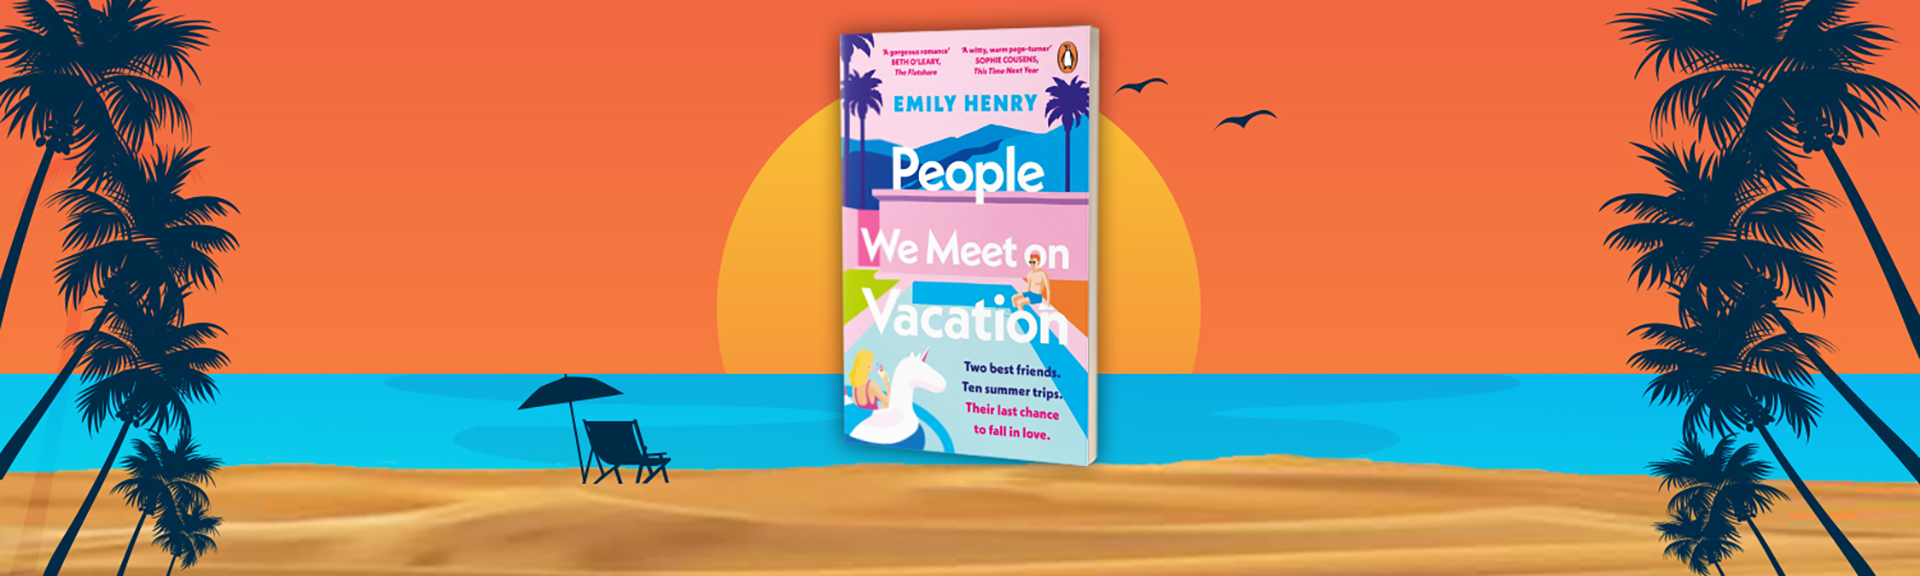 'A gorgeous romance'
BETH O'LEARY,
The Flatshare
'A witty, warm page-turner'
SOPHIE COUSENS,
This Time Next Year
EMILY HENRY
People
We Meet on
Vacation
Two best friends.
Ten summer trips.
Their last chance
to fall in love.